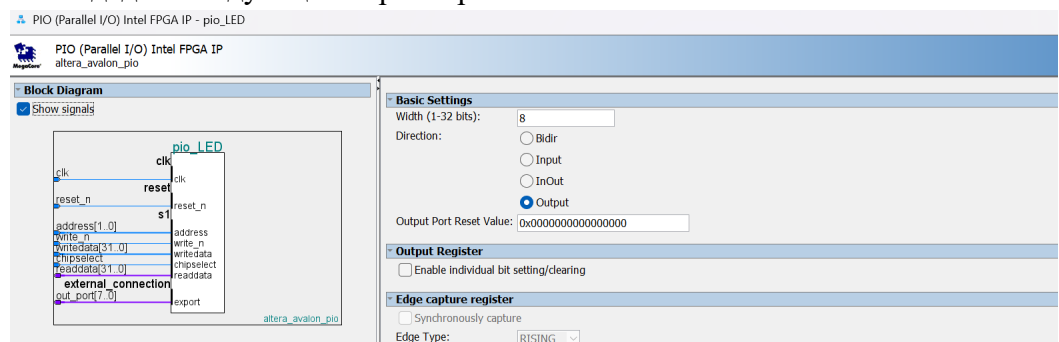 PIO (Parallel I/O) Intel FPGA IP - pio_LED
PIO (Parallel I/O) Intel FPGA IP
altera_avalon_pio
MegaCore
Block Diagram
Show signals
pio_LED
clk
clk
clk
reset
reset_n
reset_n
s1
address[1..0]
address
write_n
write_n
writedata[31..0]
writedata
chipselect
chipselect
readdata[31..0]
readdata
external_connection
out_port[7..0]
export
altera_avalon_pio
Basic Settings
Width (1-32 bits): 8
Direction: Bidir
Input
InOut
Output
Output Port Reset Value: 0x0000000000000000
Output Register
Enable individual bit setting/clearing
Edge capture register
Synchronously capture
Edge Type: RISING